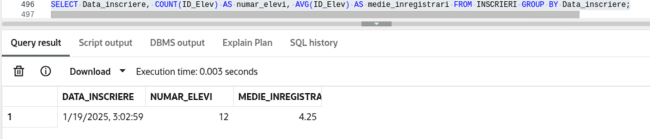 496 SELECT Data_inscriere, COUNT(ID_Elev) AS numar_elevi, AVG(ID_Elev) AS medie_inregistrari FROM INSCRIERI GROUP BY Data_inscriere;
497
Query result Script output DBMS output Explain Plan SQL history
Download Execution time: 0.003 seconds
DATA_INSCRIERE NUMAR_ELEVI MEDIE_INREGISTRA
1 1/19/2025, 3:02:59 12 4.25